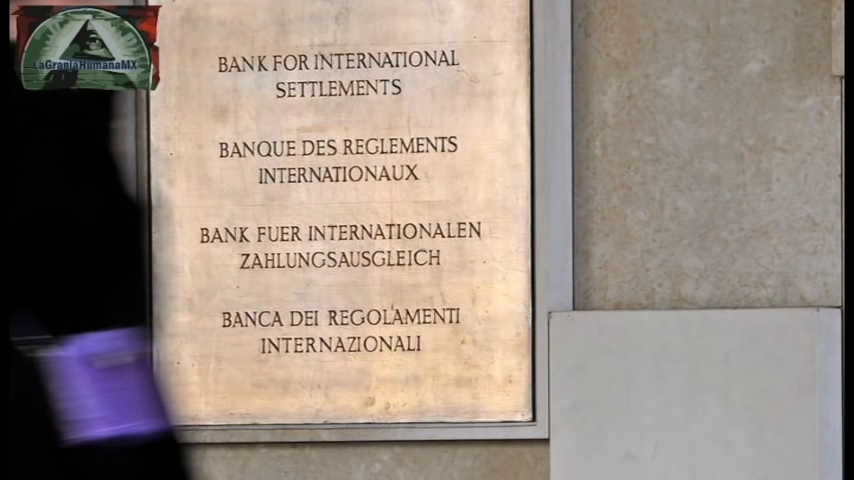 LaGranjaHumanaMX
BANK FOR INTERNATIONAL
SETTLEMENTS
BANQUE DES REGLEMENTS
INTERNATIONAUX
BANK FUER INTERNATIONALEN
ZAHLUNGSAUSGLEICH
BANCA DEI REGOLAMENTI
INTERNAZIONALI